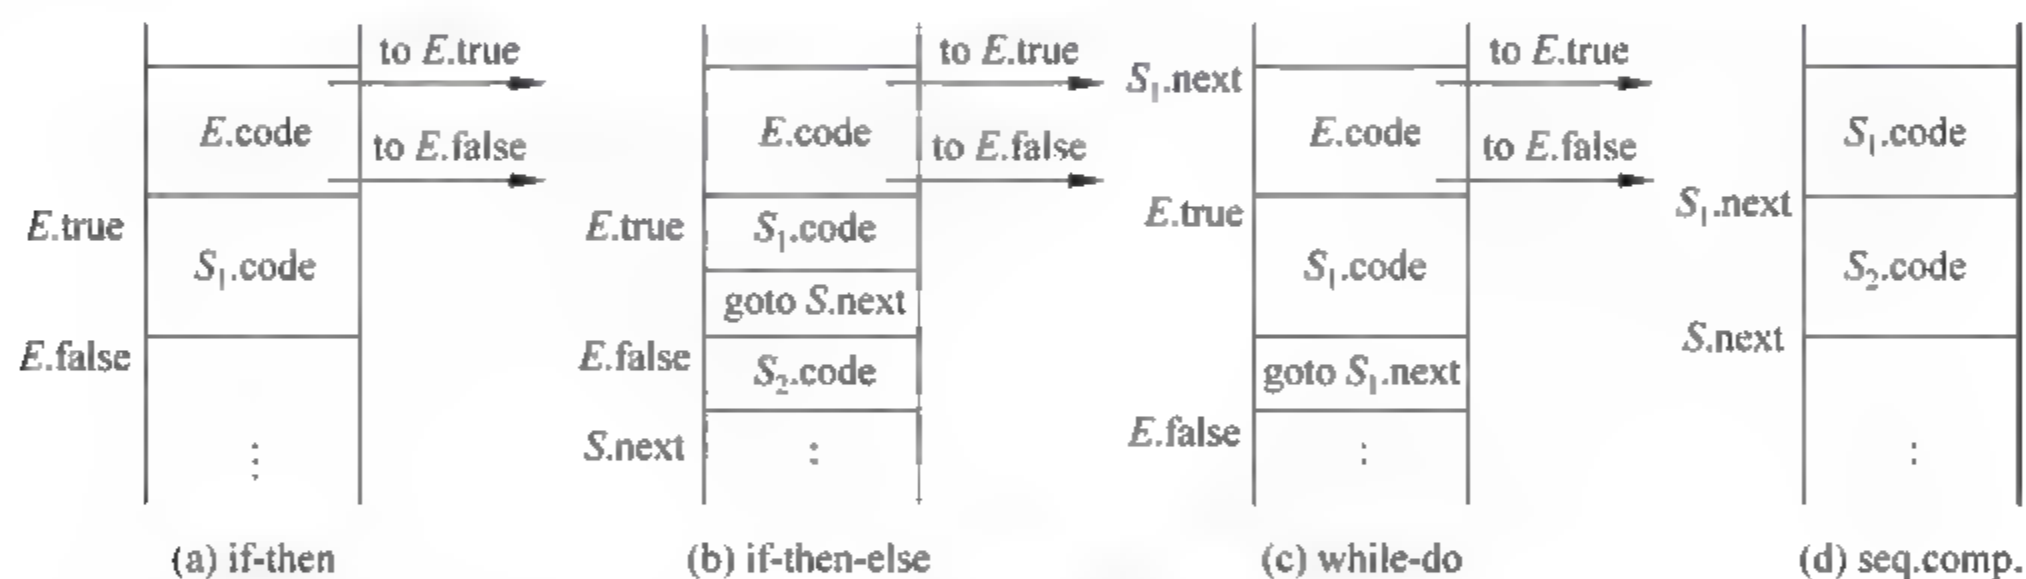 to E.true
E.code
to E.false
E.true
S₁.code
E.false
⋮
(a) if-then
to E.true
E.code
to E.false
E.true
S₁.code
goto S.next
E.false
S₂.code
S.next
:
(b) if-then-else
S₁.next
to E.true
E.code
to E.false
E.true
S₁.code
goto S₁.next
E.false
:
(c) while-do
S₁.code
S₁.next
S₂.code
S.next
:
(d) seq.comp.